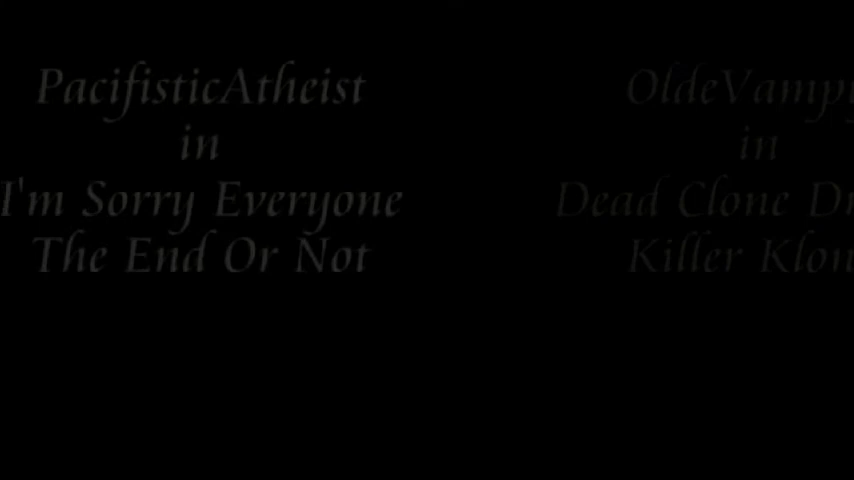 PacifisticAtheist
in
I'm Sorry Everyone
The End Or Not
in
Dead Clone
Killer